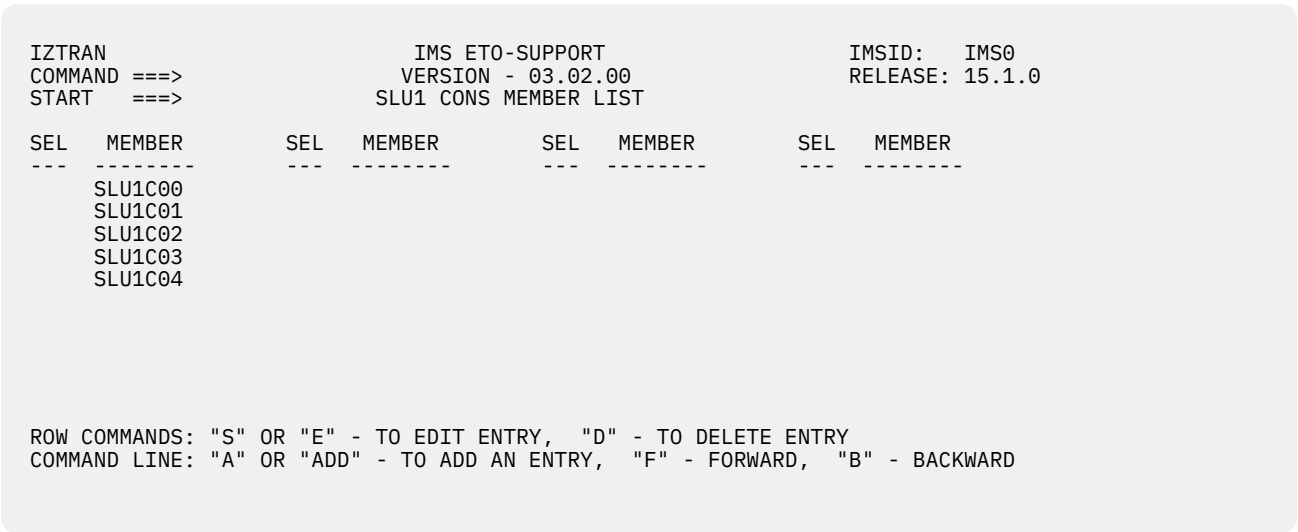 IZTRAN                        IMS ETO-SUPPORT                   IMSID:   IMS0
COMMAND ===>                 VERSION - 03.02.00                 RELEASE: 15.1.0
START   ===>               SLU1 CONS MEMBER LIST
SEL   MEMBER        SEL   MEMBER        SEL   MEMBER        SEL   MEMBER
---  --------       ---  --------       ---  --------       ---  --------
SLU1C00
SLU1C01
SLU1C02
SLU1C03
SLU1C04
ROW COMMANDS: "S" OR "E" - TO EDIT ENTRY,  "D" - TO DELETE ENTRY
COMMAND LINE: "A" OR "ADD" - TO ADD AN ENTRY,  "F" - FORWARD,  "B" - BACKWARD